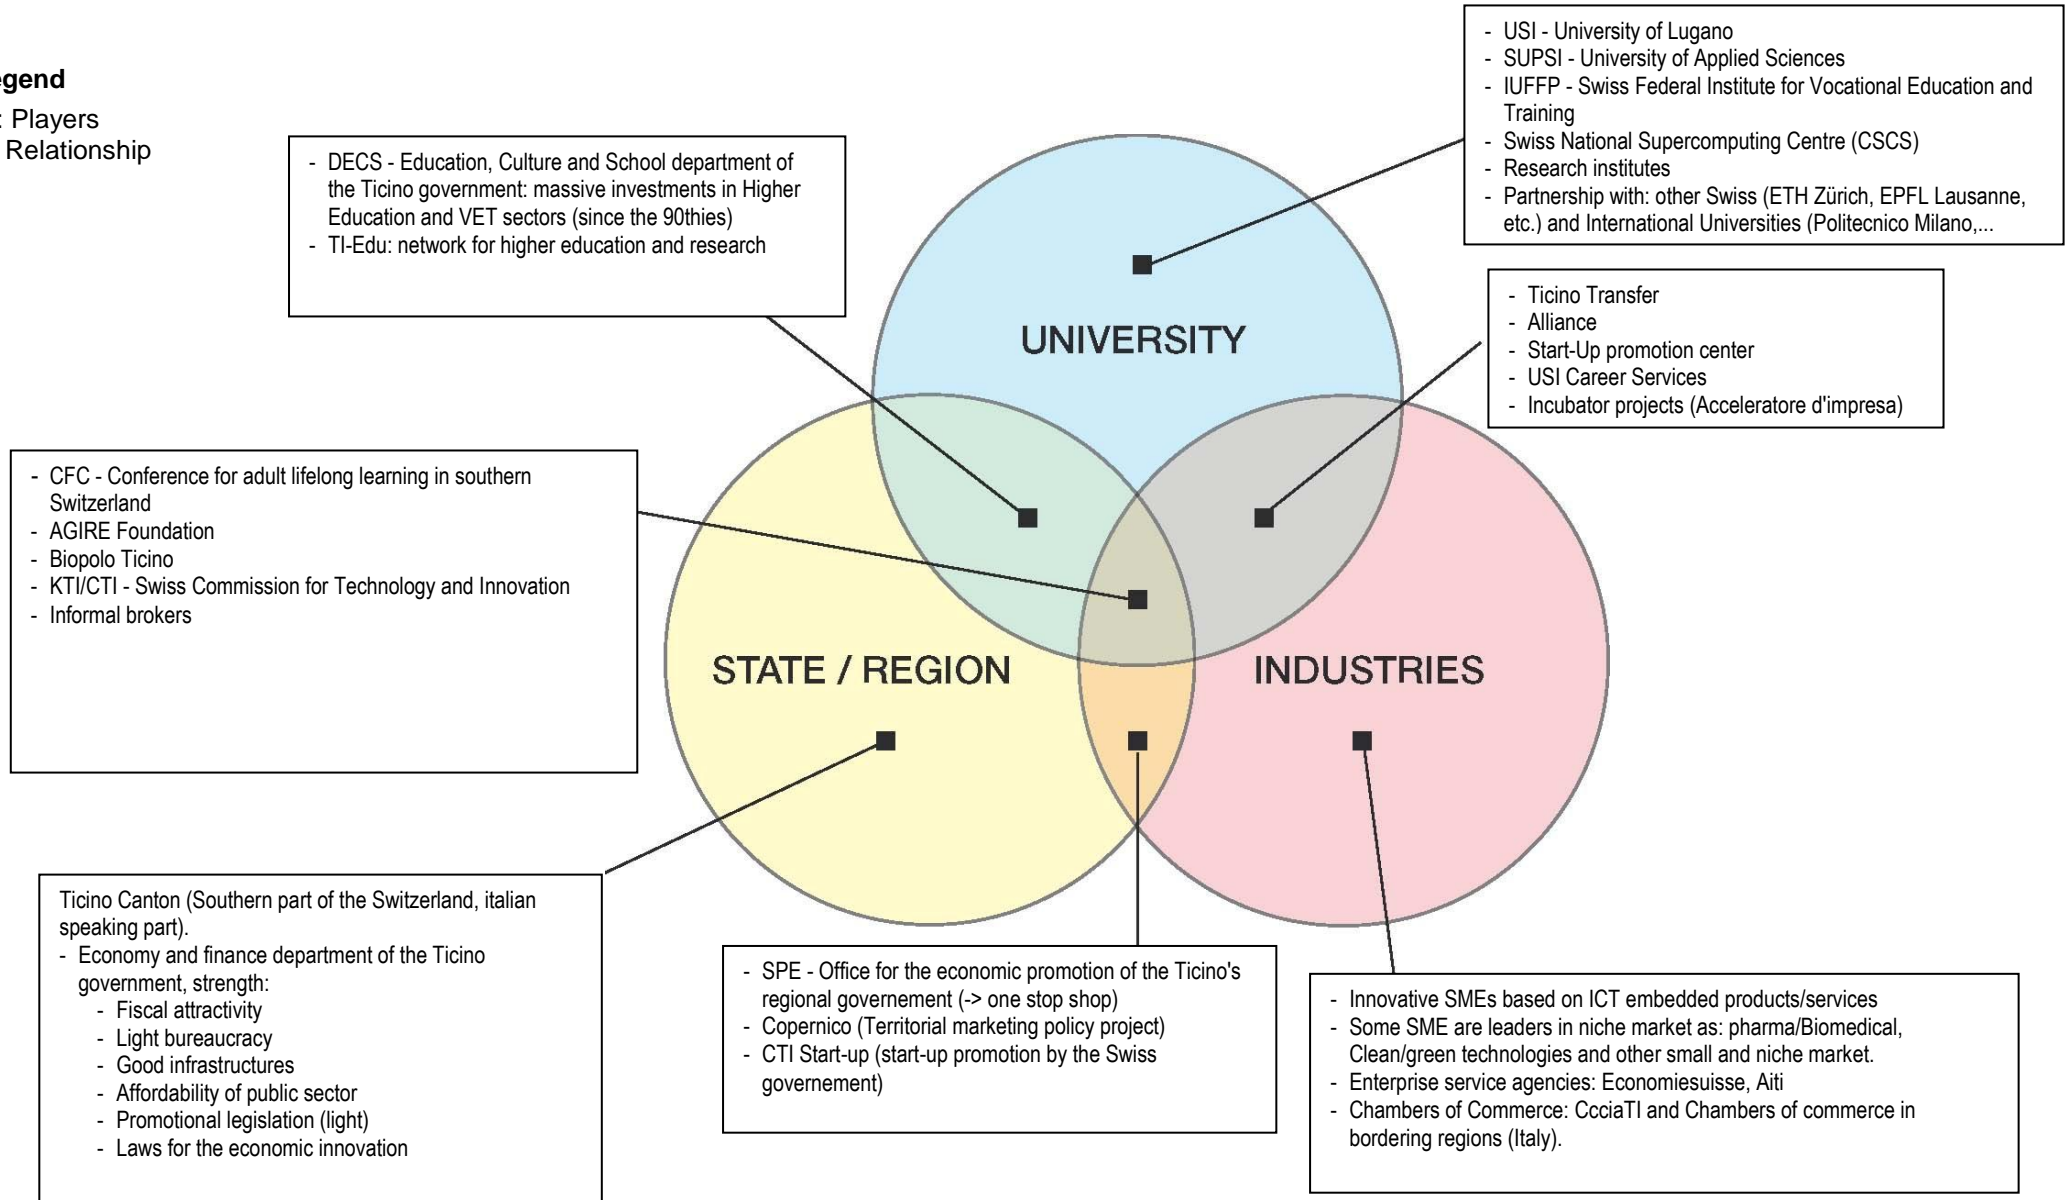 egend
: Players
Relationship
- USI - University of Lugano
- SUPSI - University of Applied Sciences
- IUFFP - Swiss Federal Institute for Vocational Education and
Training
- Swiss National Supercomputing Centre (CSCS)
- Research institutes
- Partnership with: other Swiss (ETH Zürich, EPFL Lausanne,
etc.) and International Universities (Politecnico Milano,...
- DECS - Education, Culture and School department of
the Ticino government: massive investments in Higher
Education and VET sectors (since the 90thies)
- TI-Edu: network for higher education and research
- Ticino Transfer
- Alliance
- Start-Up promotion center
- USI Career Services
- Incubator projects (Acceleratore d'impresa)
UNIVERSITY
- CFC - Conference for adult lifelong learning in southern
Switzerland
- AGIRE Foundation
- Biopolo Ticino
- KTI/CTI - Swiss Commission for Technology and Innovation
- Informal brokers
STATE / REGION
INDUSTRIES
Ticino Canton (Southern part of the Switzerland, italian
speaking part).
- Economy and finance department of the Ticino
government, strength:
- Fiscal attractivity
- Light bureaucracy
- Good infrastructures
- Affordability of public sector
- Promotional legislation (light)
- Laws for the economic innovation
- SPE - Office for the economic promotion of the Ticino's
regional governement (-> one stop shop)
- Copernico (Territorial marketing policy project)
- CTI Start-up (start-up promotion by the Swiss
governement)
- Innovative SMEs based on ICT embedded products/services
- Some SME are leaders in niche market as: pharma/Biomedical,
Clean/green technologies and other small and niche market.
- Enterprise service agencies: Economiesuisse, Aiti
- Chambers of Commerce: CcciaTI and Chambers of commerce in
bordering regions (Italy).